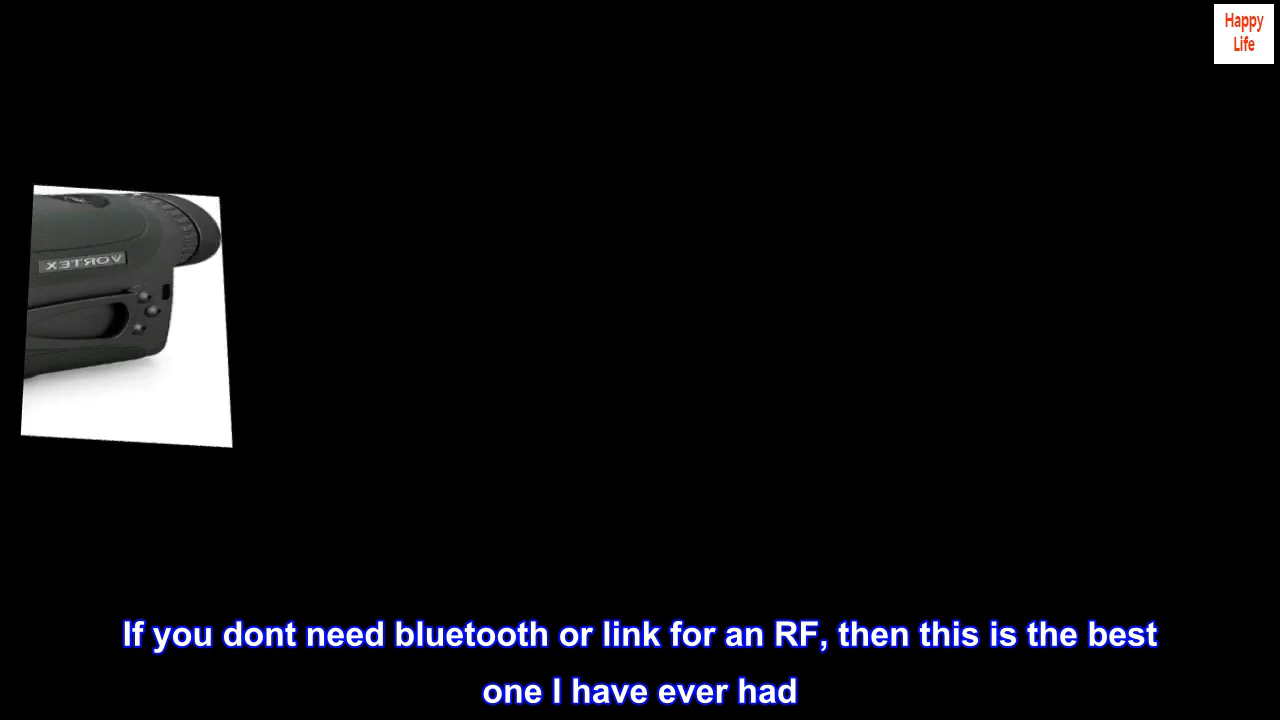 Happy
Life
VORTEX
If you dont need bluetooth or link for an RF, then this is the best
one I have ever had